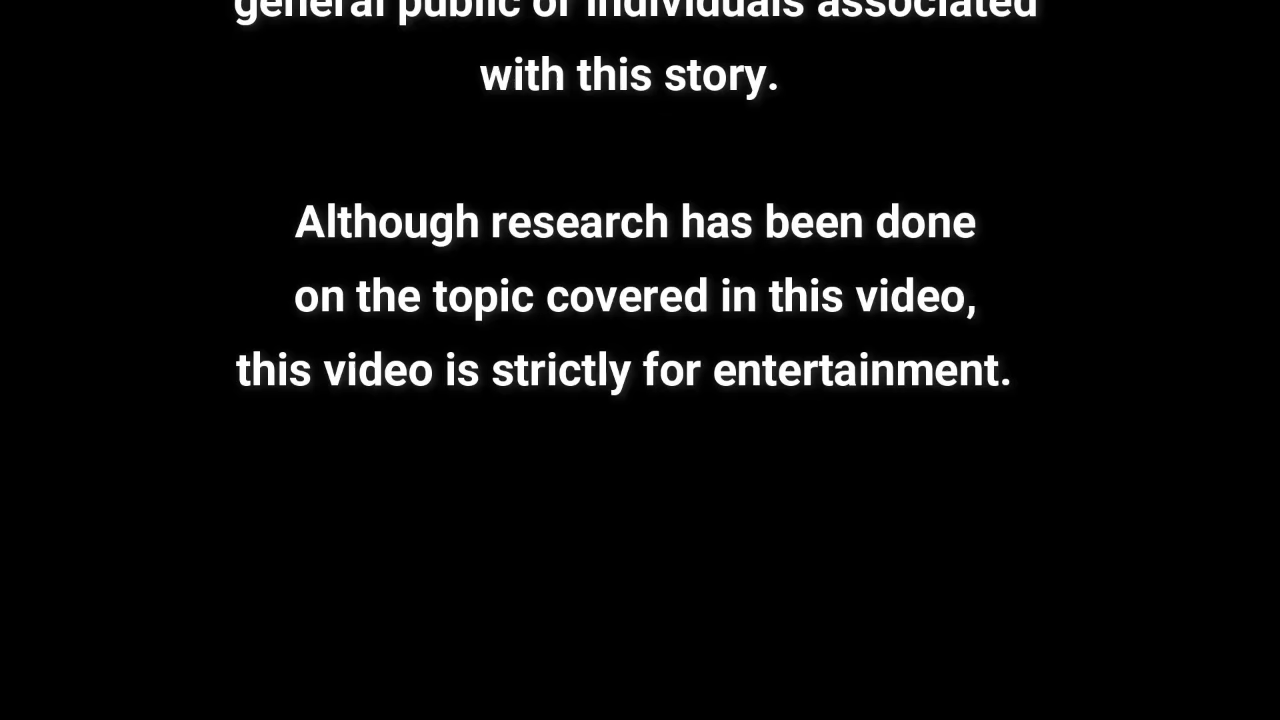 general public or individuals associated
with this story.
Although research has been done
on the topic covered in this video,
this video is strictly for entertainment.